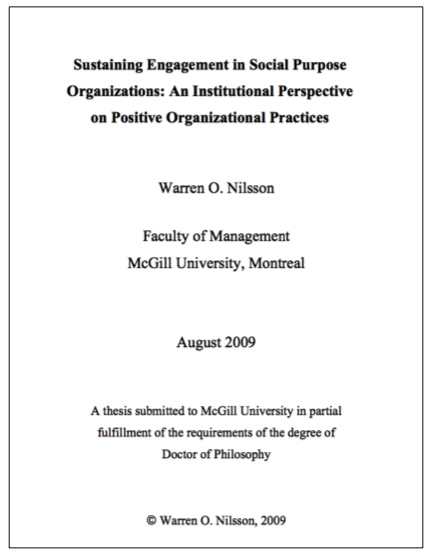 Sustaining Engagement in Social Purpose
Organizations: An Institutional Perspective
on Positive Organizational Practices
Warren O. Nilsson
Faculty of Management
McGill University, Montreal
August 2009
A thesis submitted to McGill University in partial
fulfillment of the requirements of the degree of
Doctor of Philosophy
© Warren O. Nilsson, 2009